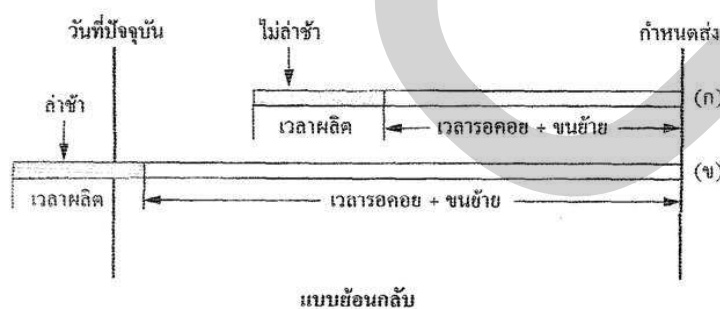 วันที่ปัจจุบัน ไม่ล่าช้า กำหนดส่ง
ล่าช้า
(ก)
เวลาผลิต เวลารอคอย + ขนย้าย
(ข)
เวลาผลิต เวลารอคอย + ขนย้าย
แบบย้อนกลับ